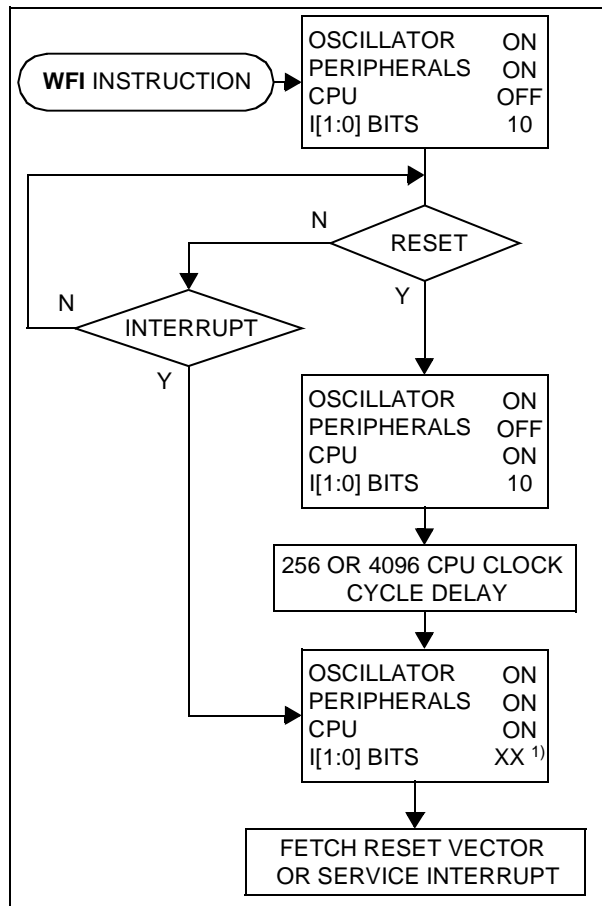 WFI INSTRUCTION
OSCILLATOR ON
PERIPHERALS ON
CPU OFF
I[1:0] BITS 10
N
RESET
Y
N
INTERRUPT
Y
OSCILLATOR ON
PERIPHERALS OFF
CPU ON
I[1:0] BITS 10
256 OR 4096 CPU CLOCK
CYCLE DELAY
OSCILLATOR ON
PERIPHERALS ON
CPU ON
I[1:0] BITS XX 1)
FETCH RESET VECTOR
OR SERVICE INTERRUPT